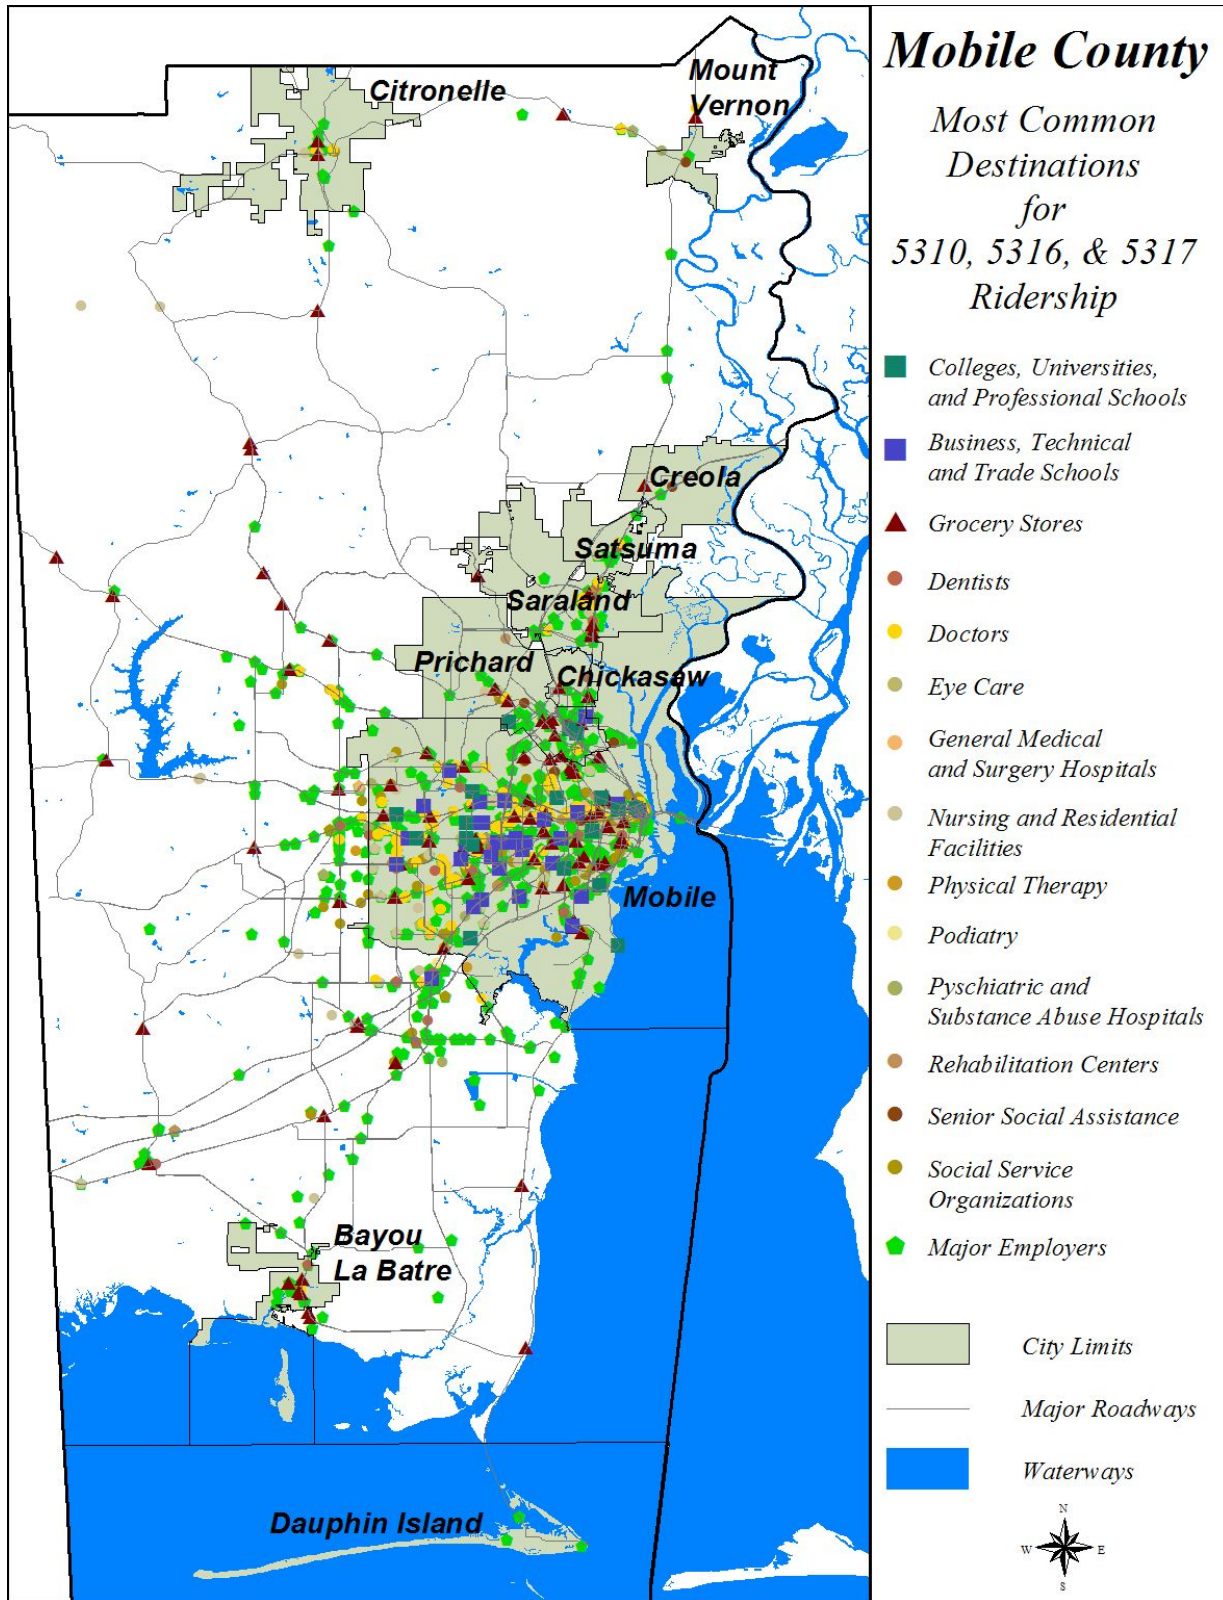 Mobile County
Most Common
Destinations
for
5310, 5316, & 5317
Ridership
Colleges, Universities,
and Professional Schools
Business, Technical
and Trade Schools
Grocery Stores
Dentists
Doctors
Eye Care
General Medical
and Surgery Hospitals
Nursing and Residential
Facilities
Physical Therapy
Podiatry
Pyschiatric and
Substance Abuse Hospitals
Rehabilitation Centers
Senior Social Assistance
Social Service
Organizations
Major Employers
City Limits
Major Roadways
Waterways
N
W E
S
Citronelle
Mount
Vernon
Creola
Satsuma
Saraland
Prichard
Chickasaw
Mobile
Bayou
La Batre
Dauphin Island